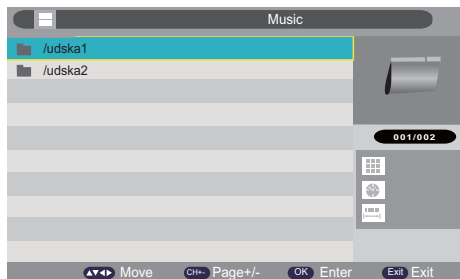 Music
/udska1
/udska2
001/002
▲▼◄► Move CH+- Page+/- OK Enter Exit Exit